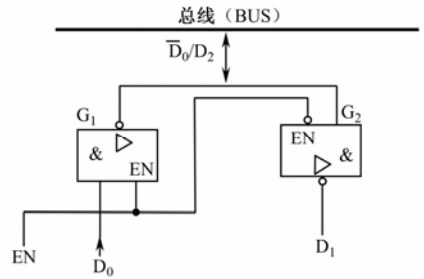 总线（BUS）
D̅₀/D₂
G₁
G₂
&
EN
EN
&
EN
D₀
D₁